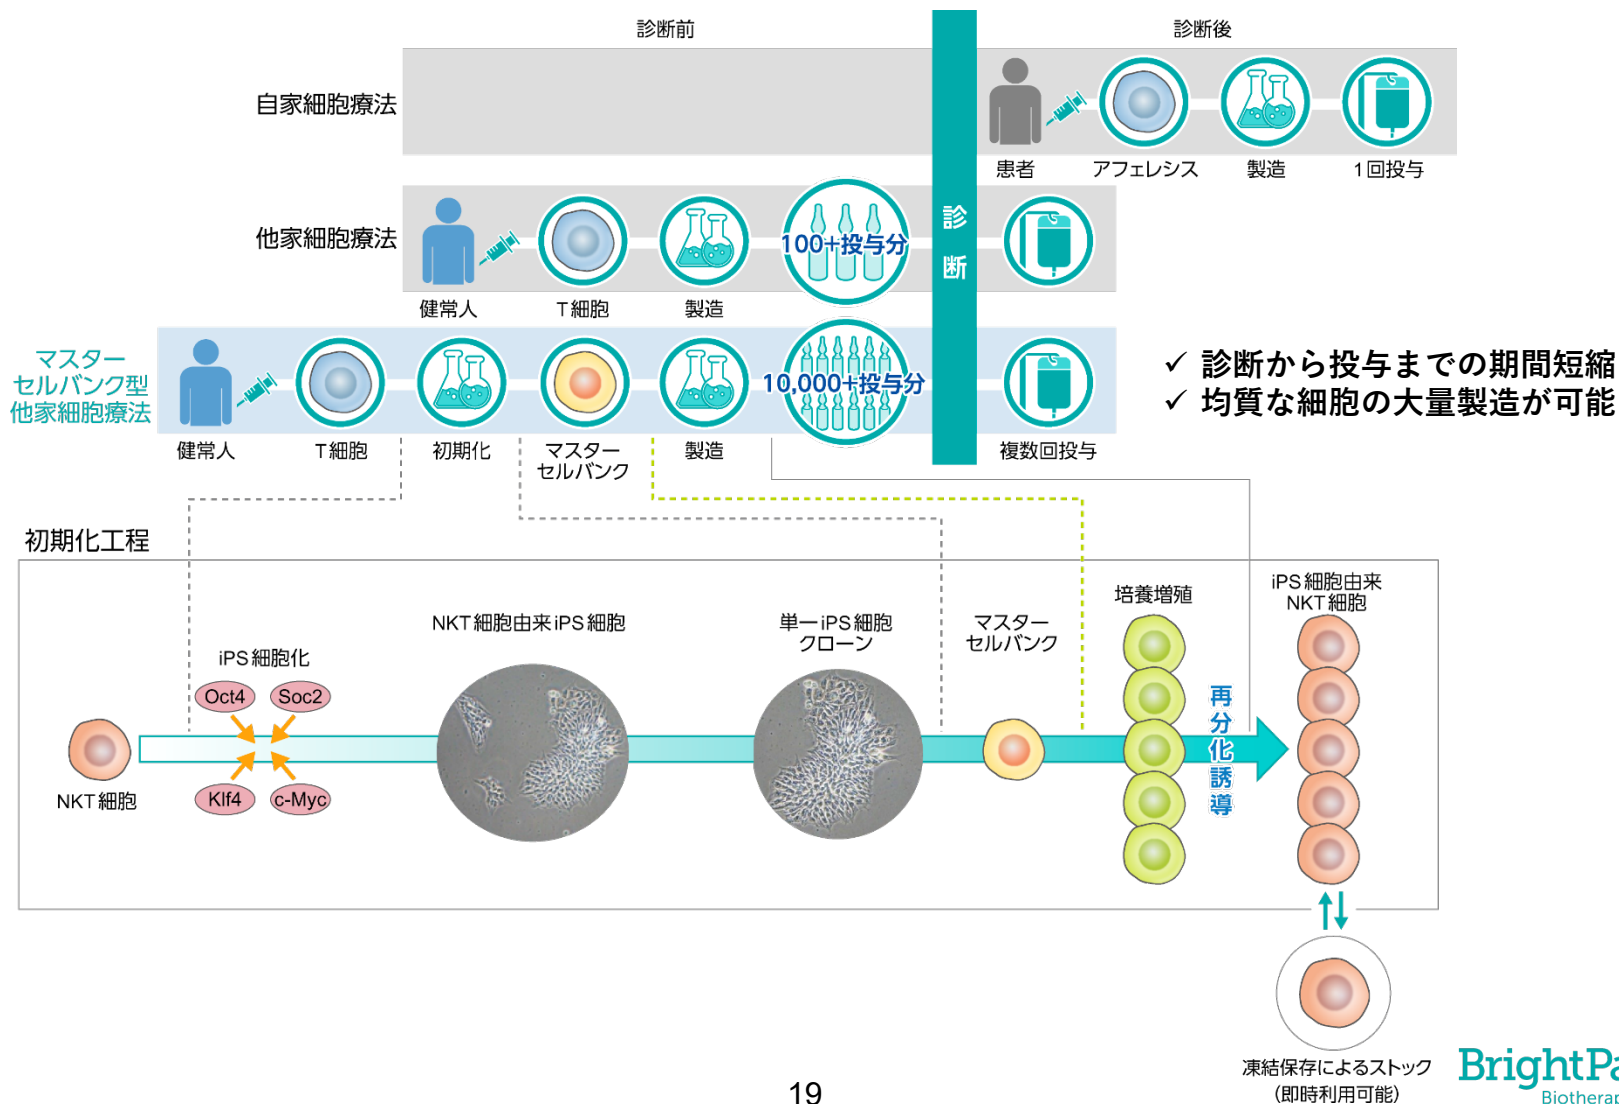 診断前
診断後
自家細胞療法
患者
アフェレシス
製造
1回投与
他家細胞療法
100+投与分
健常人
T細胞
製造
診断
マスター
セルバンク型
他家細胞療法
10,000+投与分
健常人
T細胞
初期化
マスター
セルバンク
製造
複数回投与
✓ 診断から投与までの期間短縮
✓ 均質な細胞の大量製造が可能
初期化工程
NKT細胞
iPS細胞化
Oct4
Soc2
Klf4
c-Myc
NKT細胞由来iPS細胞
単一iPS細胞
クローン
マスター
セルバンク
培養増殖
再分化誘導
iPS細胞由来
NKT細胞
凍結保存によるストック
(即時利用可能)
19
BrightPa
Biotherap